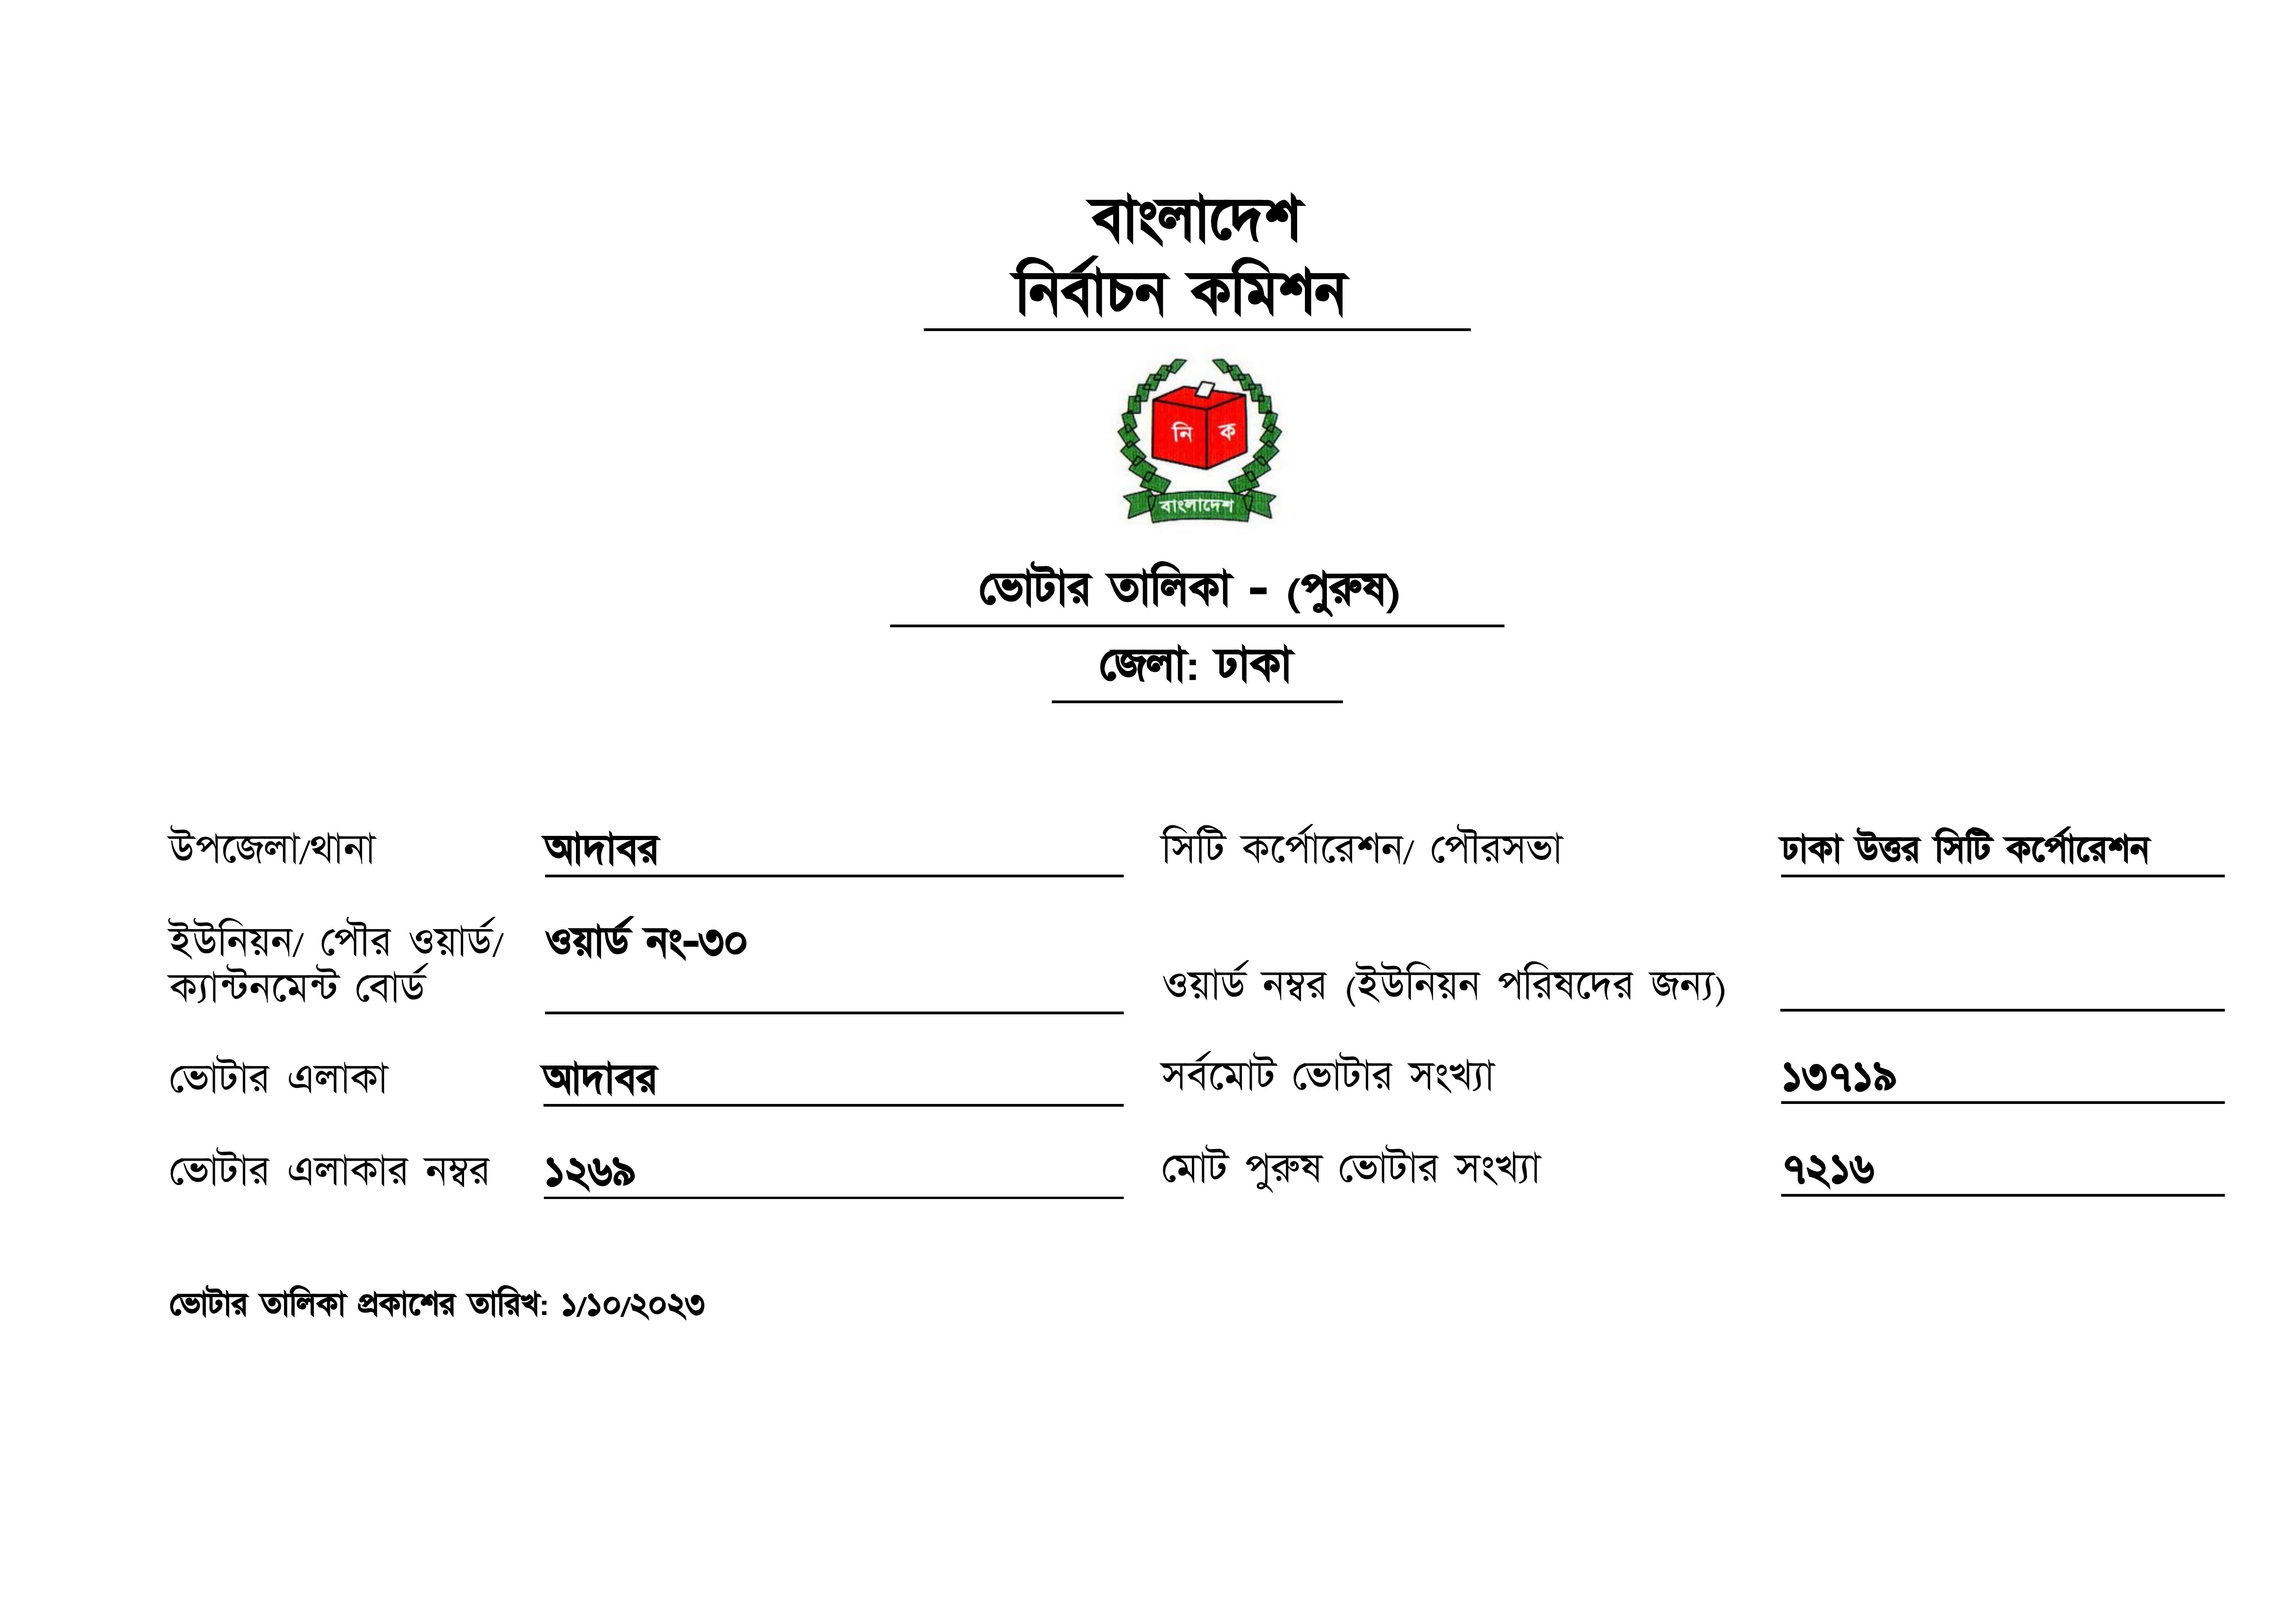 বাংলাদেশ
নির্বাচন কমিশন
নি ক
বাংলাদেশ
ভোটার তালিকা - (পুরুষ)
জেলা: ঢাকা
উপজেলা/থানা আদাবর সিটি কর্পোরেশন/ পৌরসভা ঢাকা উত্তর সিটি কর্পোরেশন
ইউনিয়ন/ পৌর ওয়ার্ড/ ওয়ার্ড নং-৩০
ক্যান্টনমেন্ট বোর্ড ওয়ার্ড নম্বর (ইউনিয়ন পরিষদের জন্য)
ভোটার এলাকা আদাবর সর্বমোট ভোটার সংখ্যা ১৩৭১৯
ভোটার এলাকার নম্বর ১২৬৯ মোট পুরুষ ভোটার সংখ্যা ৭২১৬
ভোটার তালিকা প্রকাশের তারিখ: ১/১০/২০২৩